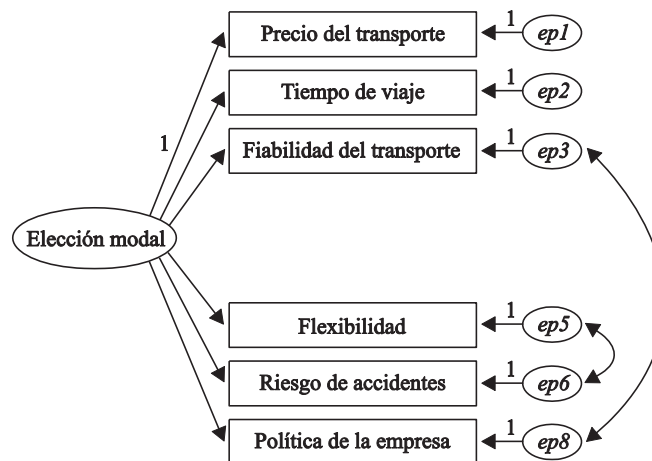 Precio del transporte
1
ep1
Tiempo de viaje
1
ep2
1
Fiabilidad del transporte
1
ep3
Elección modal
Flexibilidad
1
ep5
Riesgo de accidentes
1
ep6
Política de la empresa
1
ep8